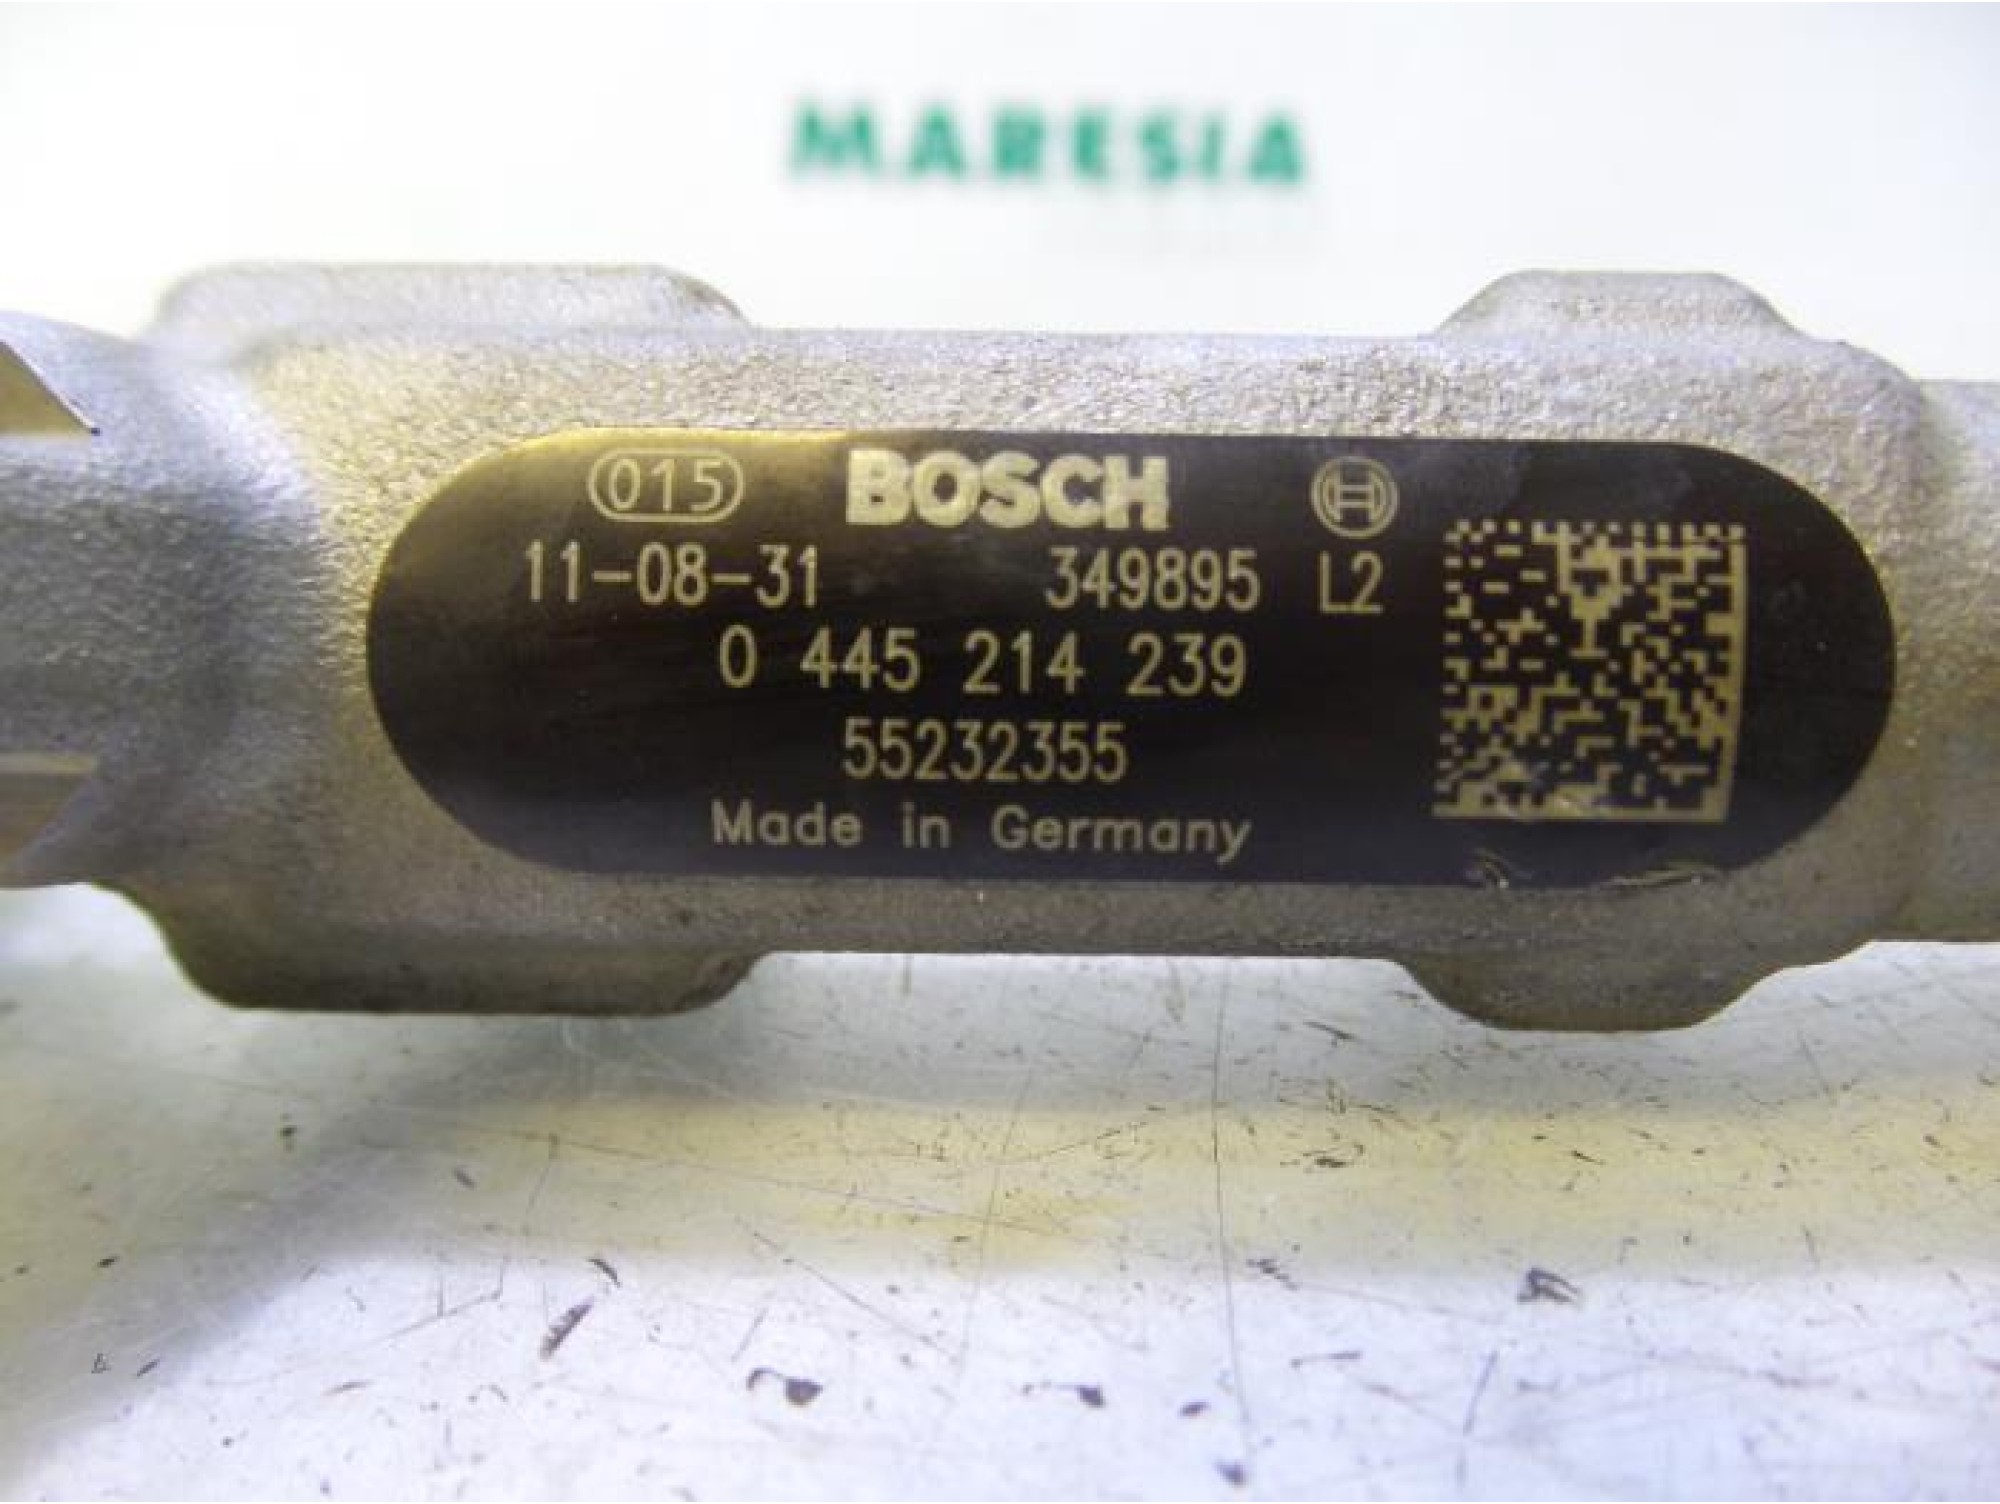 MARESIA
015 BOSCH
11-08-31 349895 L2
0 445 214 239
55232355
Made in Germany